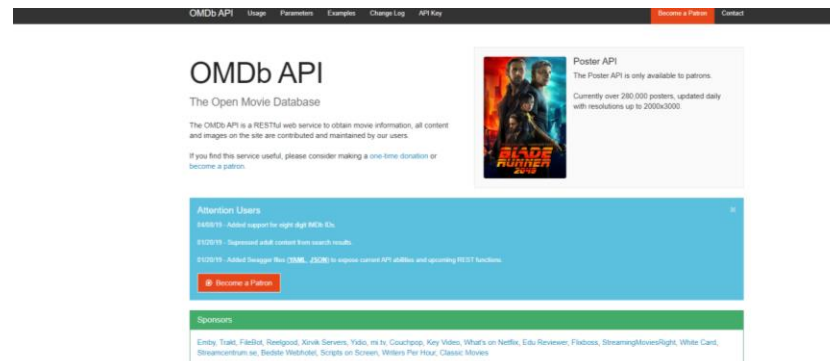 OMDb API Usage Parameters Examples Change Log API Key Become a Patron Contact
OMDb API
The Open Movie Database
The OMDb API is a RESTful web service to obtain movie information, all content
and images on the site are contributed and maintained by our users.
If you find this service useful, please consider making a one-time donation or
become a patron.
BLADE
RUNNER
2049
Poster API
The Poster API is only available to patrons.
Currently over 280,000 posters, updated daily
with resolutions up to 2000x3000.
Attention Users
04/08/19 - Added support for eight digit IMDb IDs.
01/20/19 - Supressed adult content from search results.
01/20/19 - Added Swagger files (YAML, JSON) to expose current API abilities and upcoming REST functions.
Become a Patron
Sponsors
Emby, Trakt, FileBot, Reelgood, Xirvik Servers, Yidio, mi.tv, Couchpop, Key Video, What's on Netflix, Edu Reviewer, Flixboss, StreamingMoviesRight, White Card,
Streamcentrum.se, Bedste Webhotel, Scripts on Screen, Writers Per Hour, Classic Movies